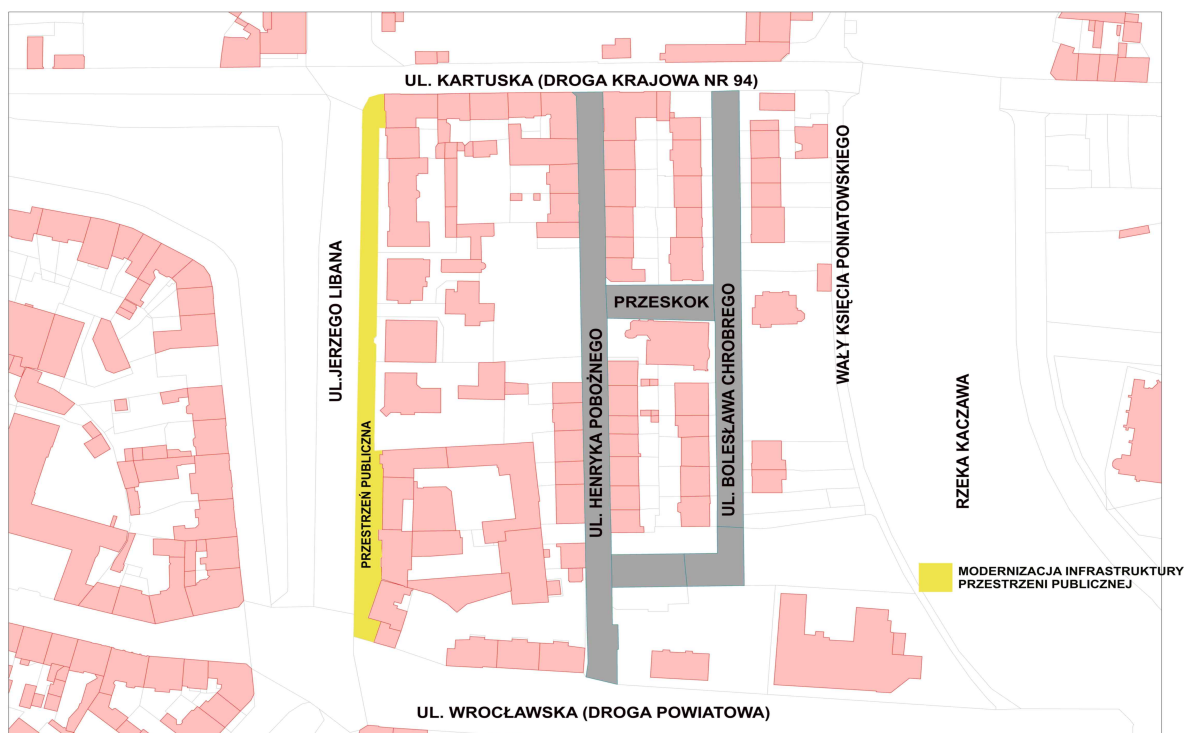 UL. KARTUSKA (DROGA KRAJOWA NR 94)
UL.JERZEGO LIBANA
PRZESTRZEŃ PUBLICZNA
UL. HENRYKA POBOŻNEGO
PRZESKOK
UL. BOLESŁAWA CHROBREGO
WAŁY KSIĘCIA PONIATOWSKIEGO
RZEKA KACZAWA
MODERNIZACJA INFRASTRUKTURY
PRZESTRZENI PUBLICZNEJ
UL. WROCŁAWSKA (DROGA POWIATOWA)